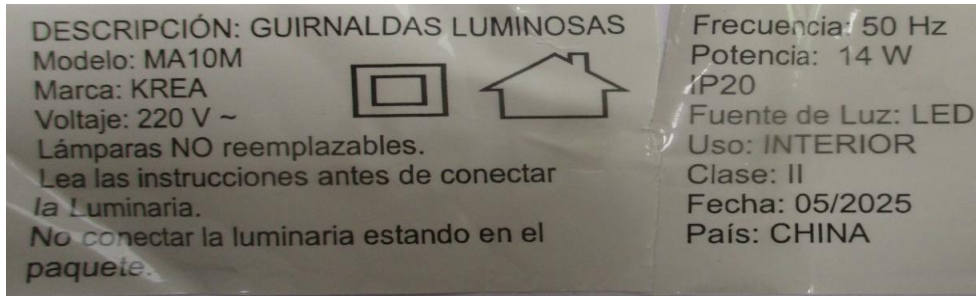 DESCRIPCIÓN: GUIRNALDAS LUMINOSAS
Modelo: MA10M
Marca: KREA
Voltaje: 220 V ~
Lámparas NO reemplazables.
Lea las instrucciones antes de conectar
la Luminaria.
No conectar la luminaria estando en el
paquete.
Frecuencia: 50 Hz
Potencia: 14 W
IP20
Fuente de Luz: LED
Uso: INTERIOR
Clase: II
Fecha: 05/2025
País: CHINA